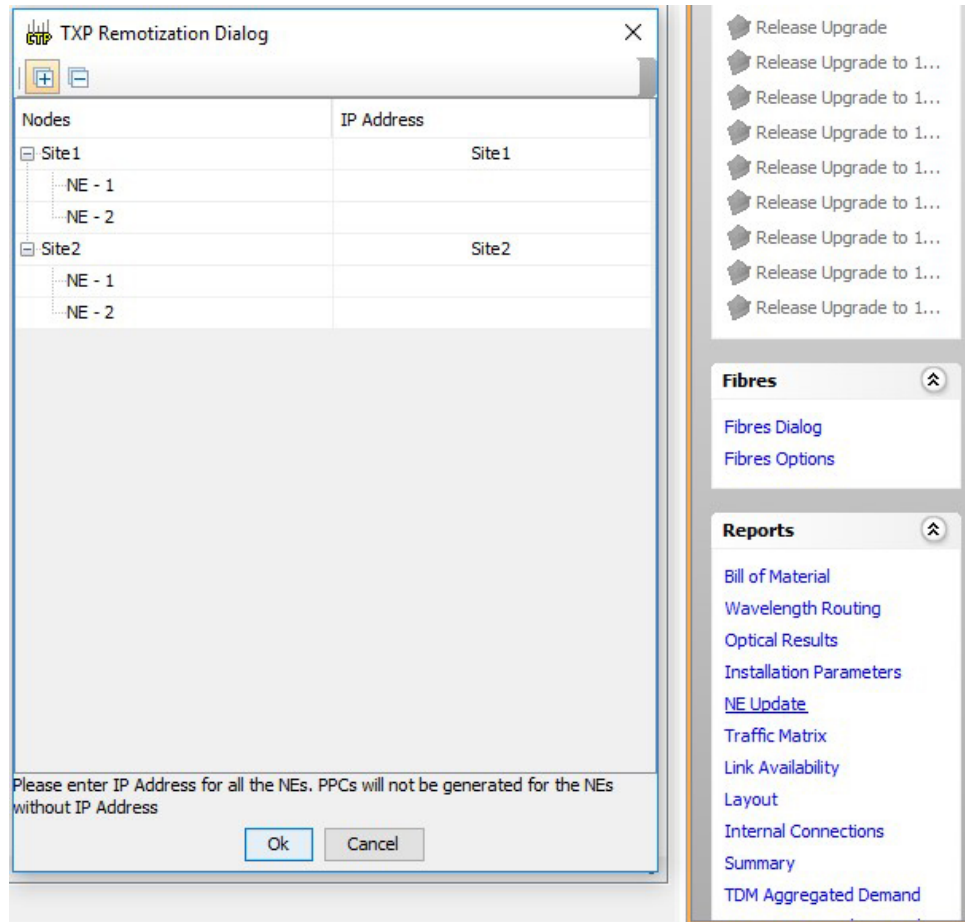 CTP TXP Remotization Dialog
Nodes IP Address
Site1 Site1
NE - 1
NE - 2
Site2 Site2
NE - 1
NE - 2
Please enter IP Address for all the NEs. PPCs will not be generated for the NEs
without IP Address
Ok Cancel
Release Upgrade
Release Upgrade to 1...
Release Upgrade to 1...
Release Upgrade to 1...
Release Upgrade to 1...
Release Upgrade to 1...
Release Upgrade to 1...
Release Upgrade to 1...
Release Upgrade to 1...
Fibres
Fibres Dialog
Fibres Options
Reports
Bill of Material
Wavelength Routing
Optical Results
Installation Parameters
NE Update
Traffic Matrix
Link Availability
Layout
Internal Connections
Summary
TDM Aggregated Demand